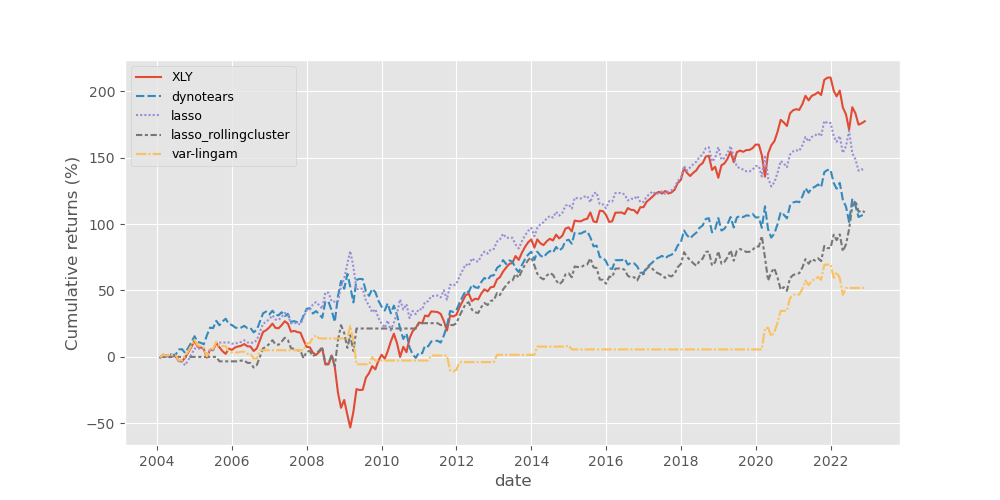 XLY
dynotears
lasso
lasso_rollingcluster
var-lingam
Cumulative returns (%)
200
150
100
50
0
−50
2004 2006 2008 2010 2012 2014 2016 2018 2020 2022
date